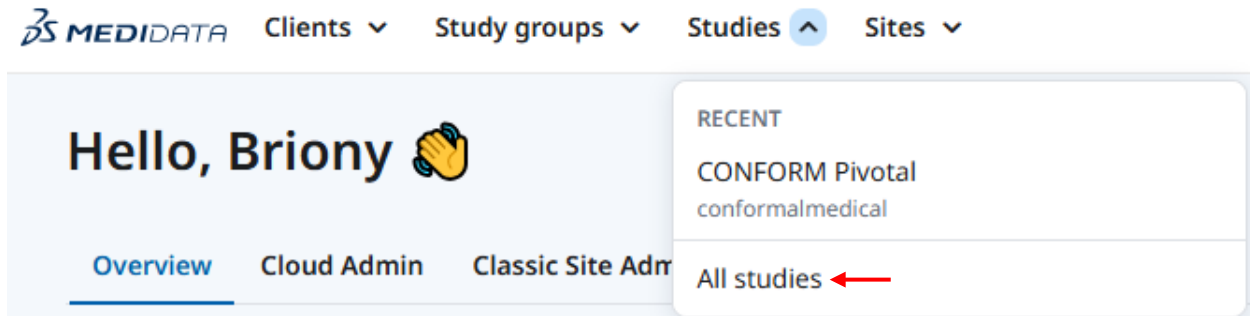 3S MEDIDATA Clients Study groups Studies Sites
Hello, Briony 👋
RECENT
CONFORM Pivotal
conformalmedical
Overview Cloud Admin Classic Site Adm
All studies